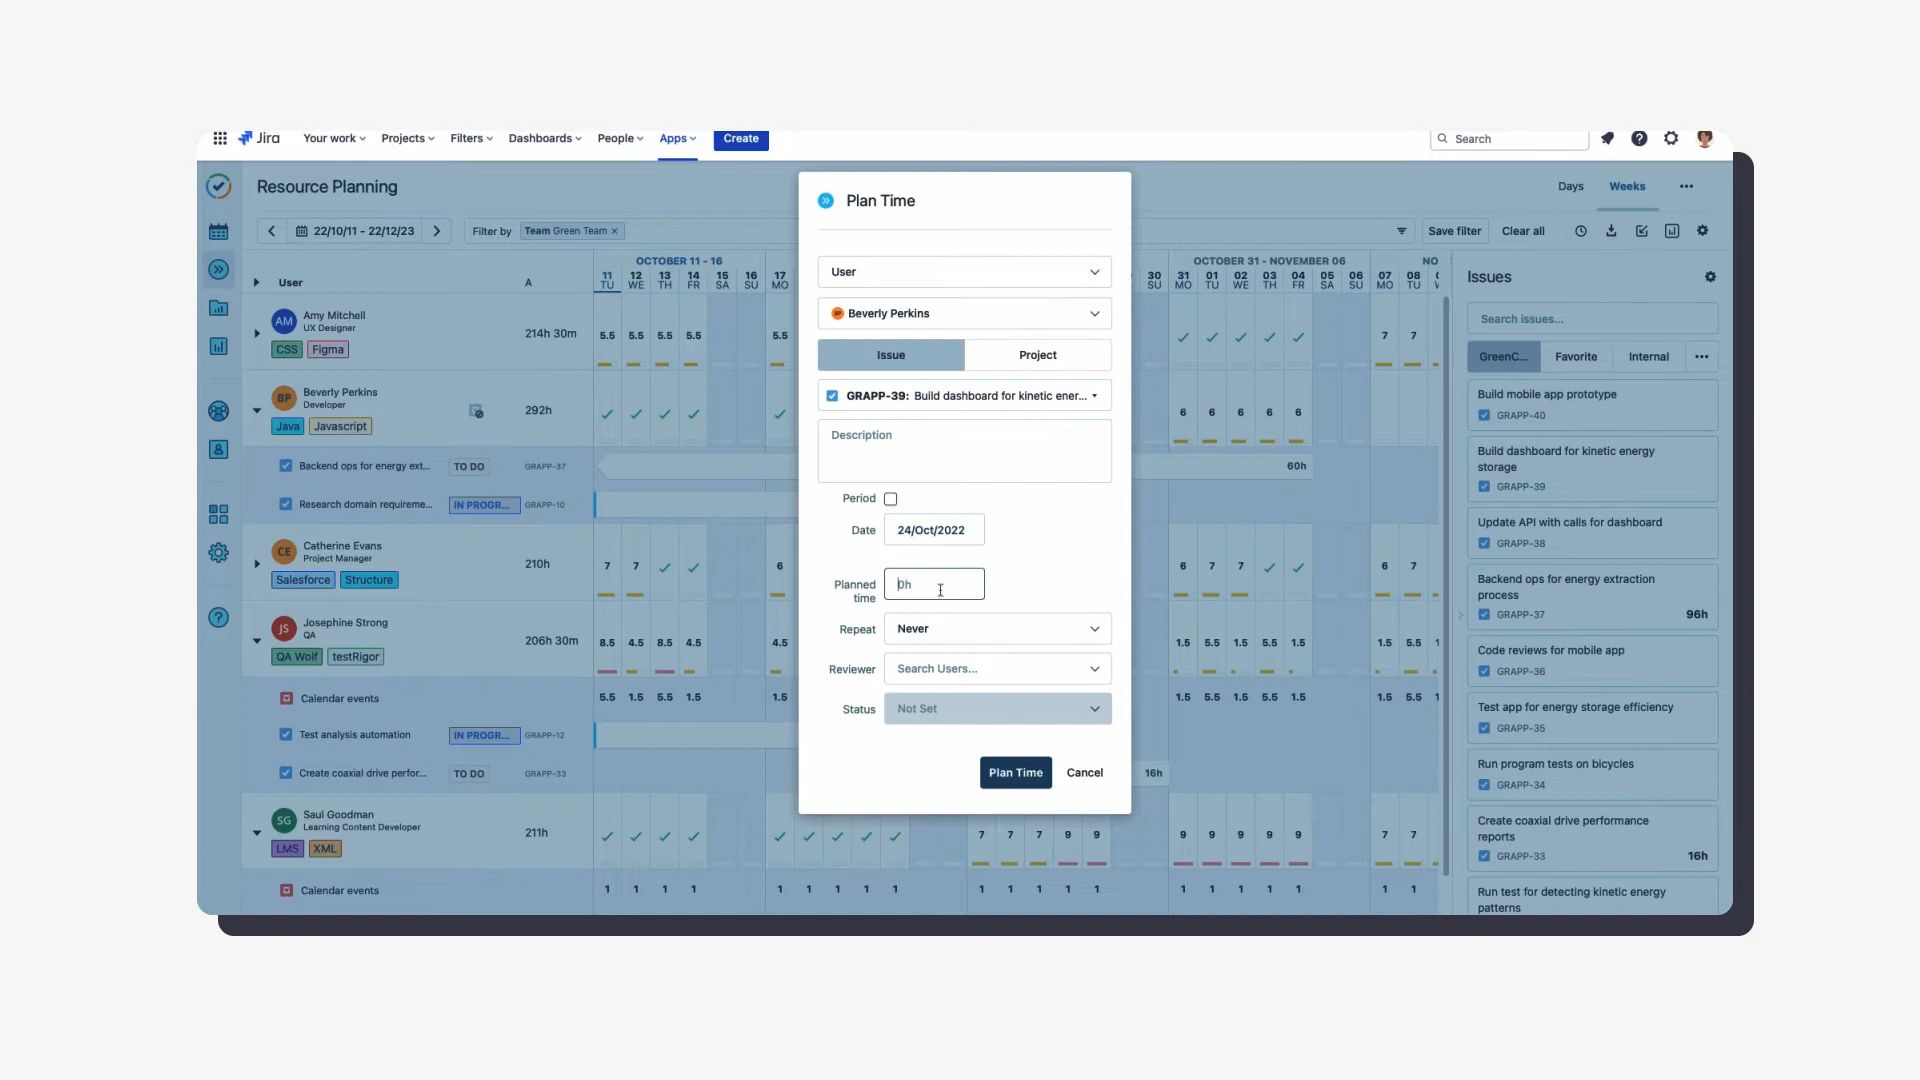 Jira Your work Projects Filters Dashboards People Apps Create Search
Resource Planning Days Weeks
22/10/11 - 22/12/23 Filter by Team Green Team × Save filter Clear all
User A
OCTOBER 11 - 16 OCTOBER 31 - NOVEMBER 06 NO
11 12 13 14 15 16 17 30 31 01 02 03 04 05 06 07 08
TU WE TH FR SA SU MO SU MO TU WE TH FR SA SU MO TU
AM Amy Mitchell 214h 30m 5.5 5.5 5.5 5.5 5.5 7 7
UX Designer
CSS Figma
BP Beverly Perkins 292h 6 6 6 6
Developer
Java Javascript
Backend ops for energy ext... TO DO GRAPP-37 60h
Research domain requireme... IN PROGR... GRAPP-10
CE Catherine Evans 210h 7 7 6 6 7 7 6 7
Project Manager
Salesforce Structure
JS Josephine Strong 206h 30m 8.5 4.5 8.5 4.5 4.5 1.5 5.5 1.5 5.5 1.5 1.5 5.5
QA
QA Wolf testRigor
Calendar events 5.5 1.5 5.5 1.5 1.5 1.5 5.5 1.5 5.5 1.5 1.5 5.5
Test analysis automation IN PROGR... GRAPP-12
Create coaxial drive perfor... TO DO GRAPP-33 16h
SG Saul Goodman 211h 7 7 7 9 9 9 9 9 9 9 7 7
Learning Content Developer
LMS XML
Calendar events 1 1 1 1 1 1 1 1 1 1 1 1 1 1 1 1 1 1 1 1 1
Plan Time
User
BP Beverly Perkins
Issue Project
GRAPP-39: Build dashboard for kinetic ener...
Description
Period
Date 24/Oct/2022
Planned time 0h
Repeat Never
Reviewer Search Users...
Status Not Set
Plan Time Cancel
Issues
Search issues...
GreenC... Favorite Internal
Build mobile app prototype
GRAPP-40
Build dashboard for kinetic energy
storage
GRAPP-39
Update API with calls for dashboard
GRAPP-38
Backend ops for energy extraction
process
GRAPP-37 96h
Code reviews for mobile app
GRAPP-36
Test app for energy storage efficiency
GRAPP-35
Run program tests on bicycles
GRAPP-34
Create coaxial drive performance
reports
GRAPP-33 16h
Run test for detecting kinetic energy
patterns